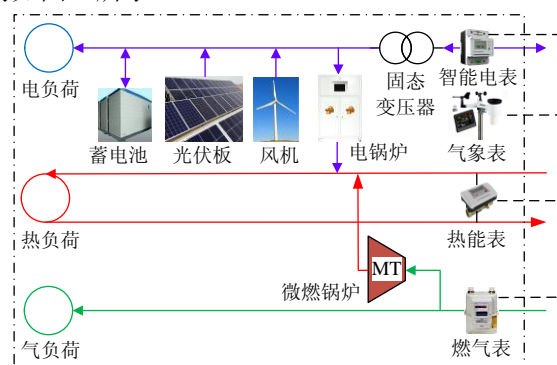 电负荷
蓄电池
光伏板
风机
电锅炉
固态
变压器
智能电表
气象表
热负荷
热能表
MT
微燃锅炉
气负荷
燃气表